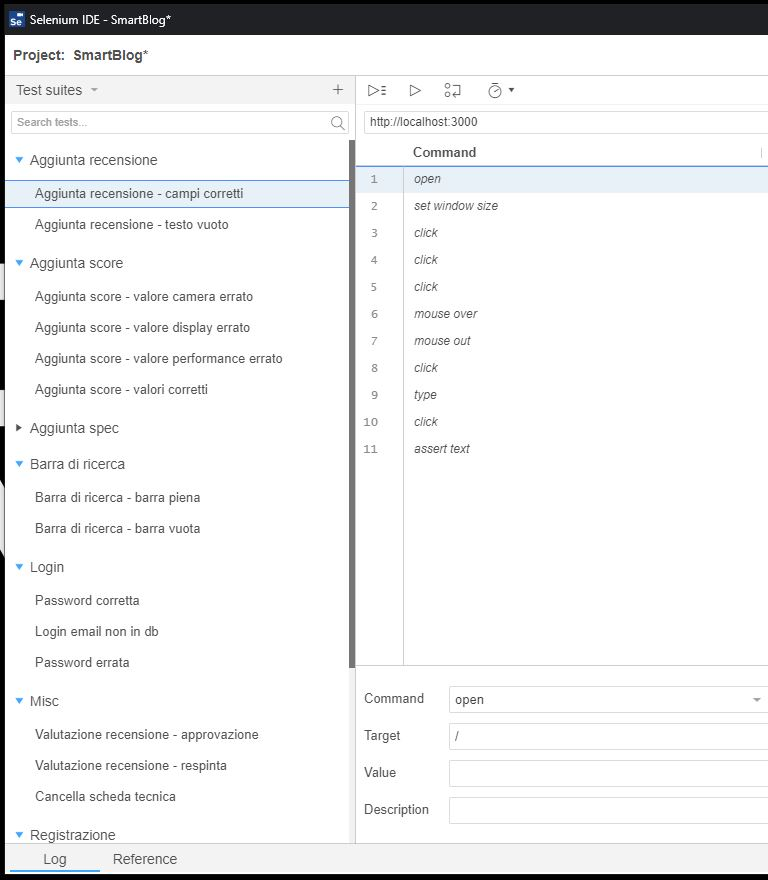 Se Selenium IDE - SmartBlog*
Project: SmartBlog*
Test suites
Search tests...
Aggiunta recensione
Aggiunta recensione - campi corretti
Aggiunta recensione - testo vuoto
Aggiunta score
Aggiunta score - valore camera errato
Aggiunta score - valore display errato
Aggiunta score - valore performance errato
Aggiunta score - valori corretti
Aggiunta spec
Barra di ricerca
Barra di ricerca - barra piena
Barra di ricerca - barra vuota
Login
Password corretta
Login email non in db
Password errata
Misc
Valutazione recensione - approvazione
Valutazione recensione - respinta
Cancella scheda tecnica
Registrazione
http://localhost:3000
Command
1 open
2 set window size
3 click
4 click
5 click
6 mouse over
7 mouse out
8 click
9 type
10 click
11 assert text
Command open
Target /
Value
Description
Log Reference